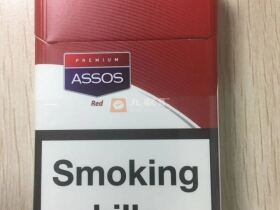 PREMIUM
ASSOS
Red
Smoking